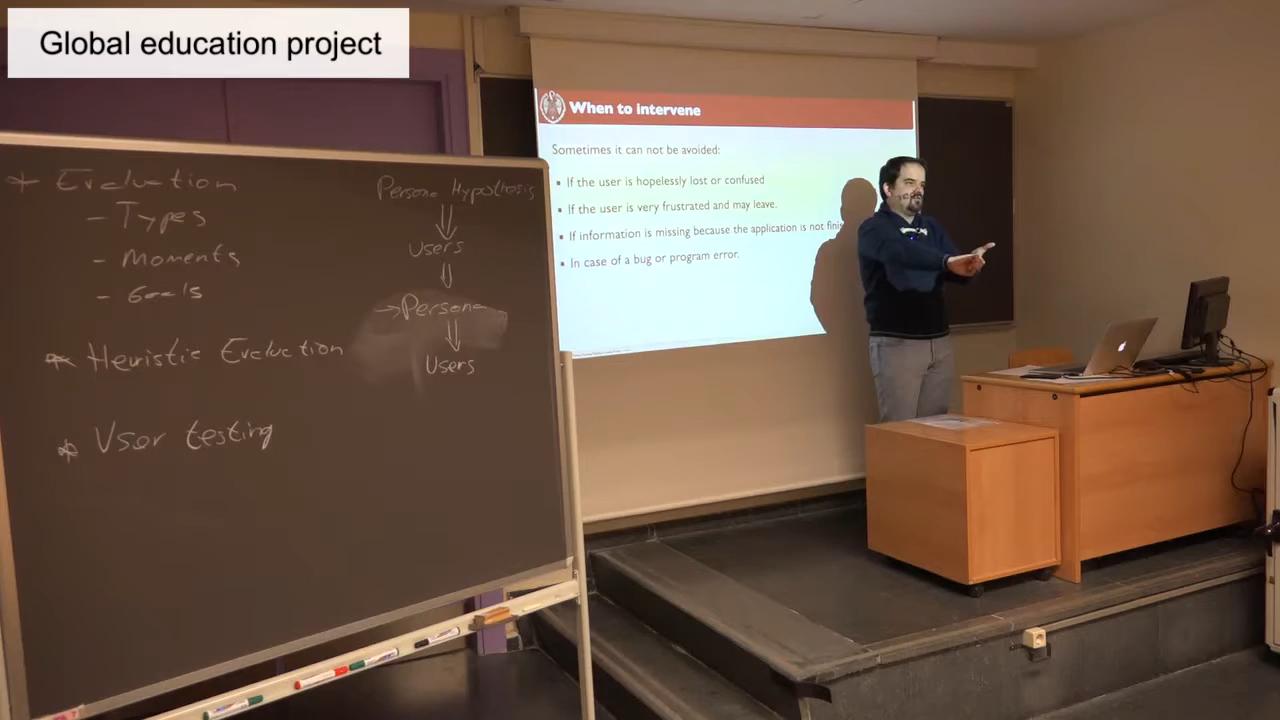 Global education project
* Evaluation
- Types
- Moments
- Goals
* Heuristic Evaluation
* User testing
Persona Hypothesis
⇓
Users
⇓
→Persona
⇓
Users
When to intervene
Sometimes it can not be avoided:
▪ If the user is hopelessly lost or confused
▪ If the user is very frustrated and may leave.
▪ If information is missing because the application is not fini
▪ In case of a bug or program error.